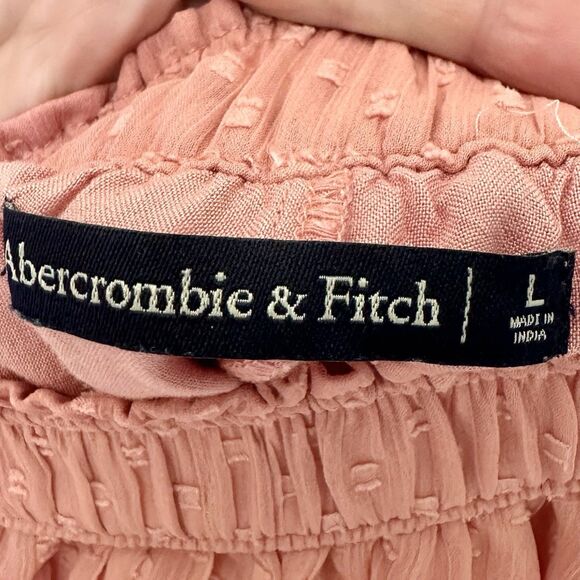 Abercrombie & Fitch
L
MADE IN
INDIA